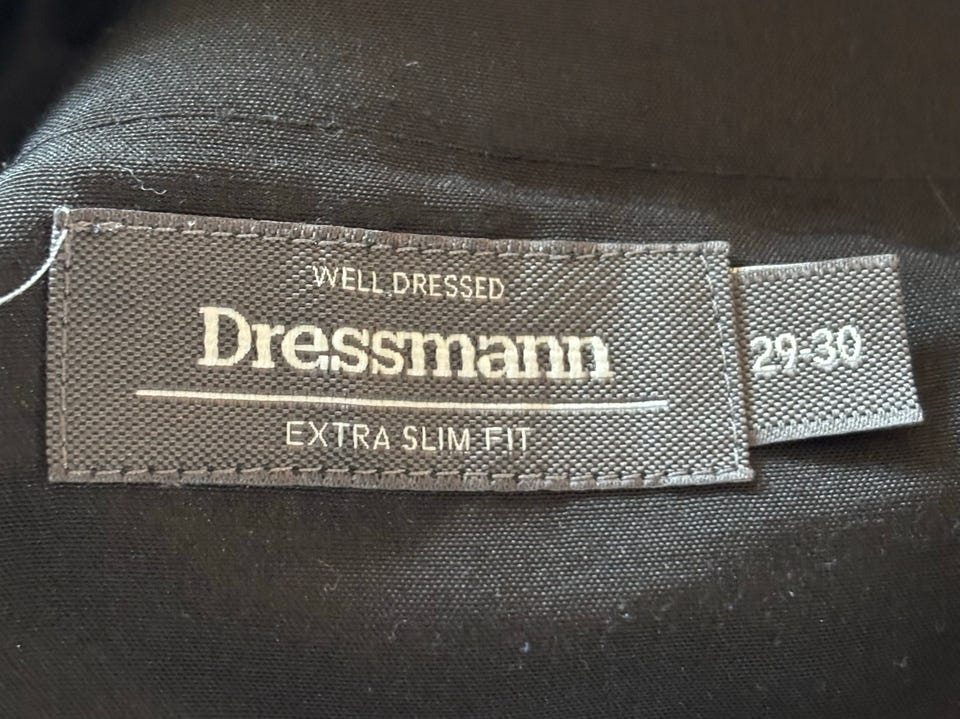 WELL DRESSED
Dressmann
EXTRA SLIM FIT
29-30